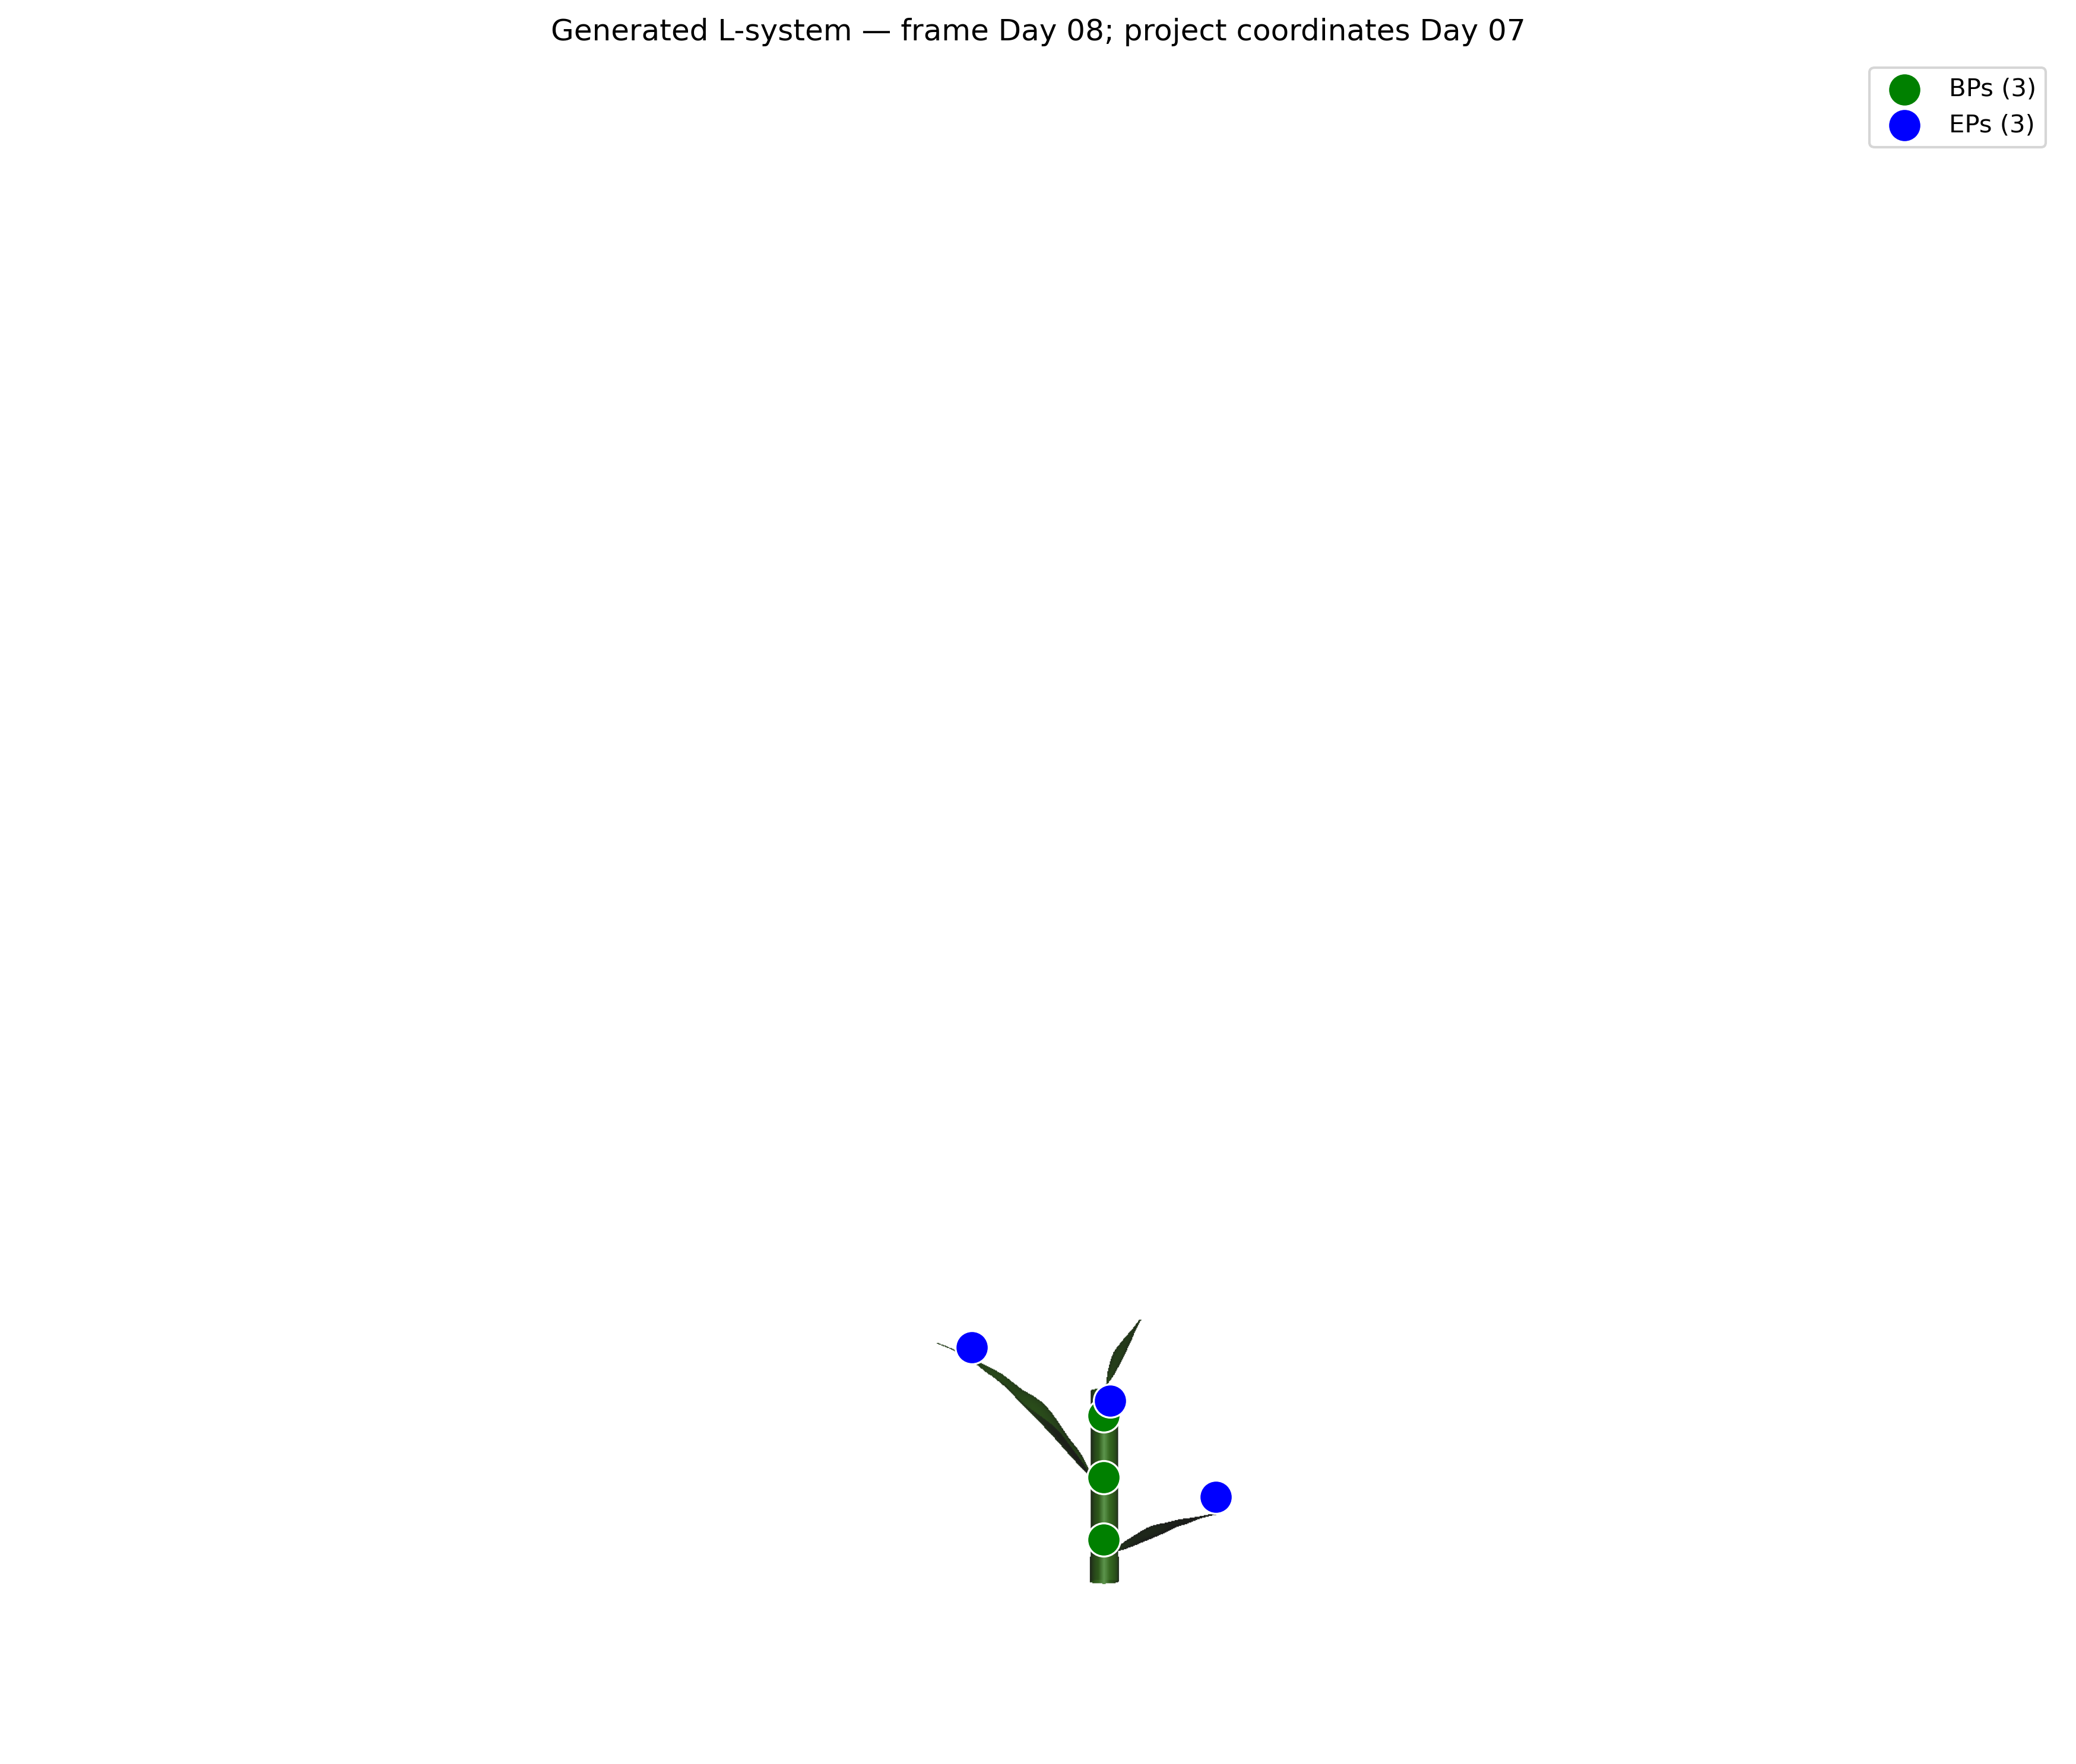 Generated L-system — frame Day 08; project coordinates Day 07
BPs (3)
EPs (3)